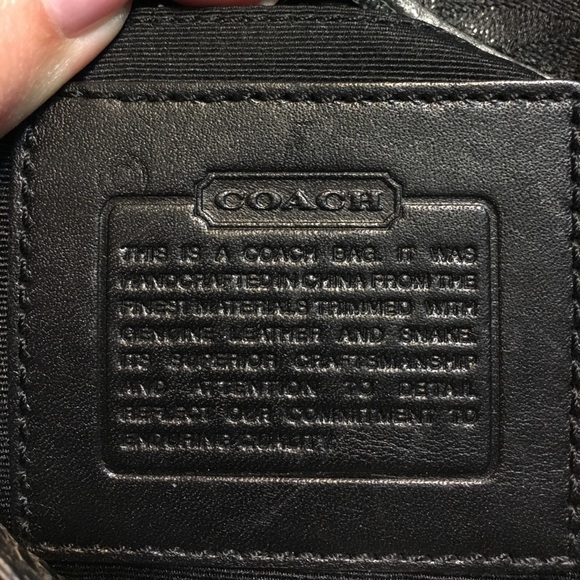 COACH
THIS IS A COACH BAG. IT WAS
HANDCRAFTED IN CHINA FROM THE
FINEST MATERIALS TRIMMED WITH
GENUINE LEATHER AND SNAKE.
ITS SUPERIOR CRAFTSMANSHIP
AND ATTENTION TO DETAIL
REFLECT OUR COMMITMENT TO
ENDURING QUALITY.